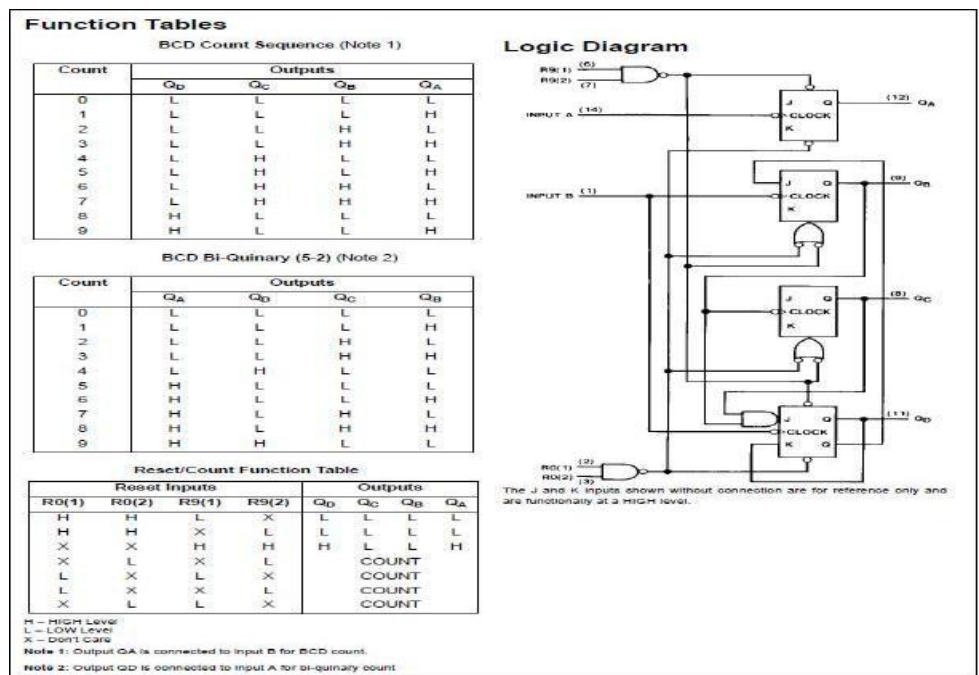 Function Tables
BCD Count Sequence (Note 1)
Count Outputs
QD QC QB QA
0 L L L L
1 L L L H
2 L L H L
3 L L H H
4 L H L L
5 L H L H
6 L H H L
7 L H H H
8 H L L L
9 H L L H
BCD Bi-Quinary (5-2) (Note 2)
Count Outputs
QA QD QC QB
0 L L L L
1 L L L H
2 L L H L
3 L L H H
4 L H L L
5 H L L L
6 H L L H
7 H L H L
8 H L H H
9 H H L L
Reset/Count Function Table
Reset Inputs Outputs
R0(1) R0(2) R9(1) R9(2) QD QC QB QA
H H L X L L L L
H H X L L L L L
X X H H H L L H
X L X L COUNT
L X L X COUNT
L X X L COUNT
X L L X COUNT
H – HIGH Level
L – LOW Level
X – Don't Care
Note 1: Output QA is connected to Input B for BCD count.
Note 2: Output QD is connected to Input A for bi-quinary count
Logic Diagram
R9(1) (6)
R9(2) (7)
J Q (12) QA
INPUT A (14) CLOCK
K
J Q (9) QB
INPUT B (1) CLOCK
K
J Q (8) QC
CLOCK
K
J Q (11) QD
CLOCK
K Q
R0(1) (2)
R0(2) (3)
The J and K inputs shown without connection are for reference only and
are functionally at a HIGH level.